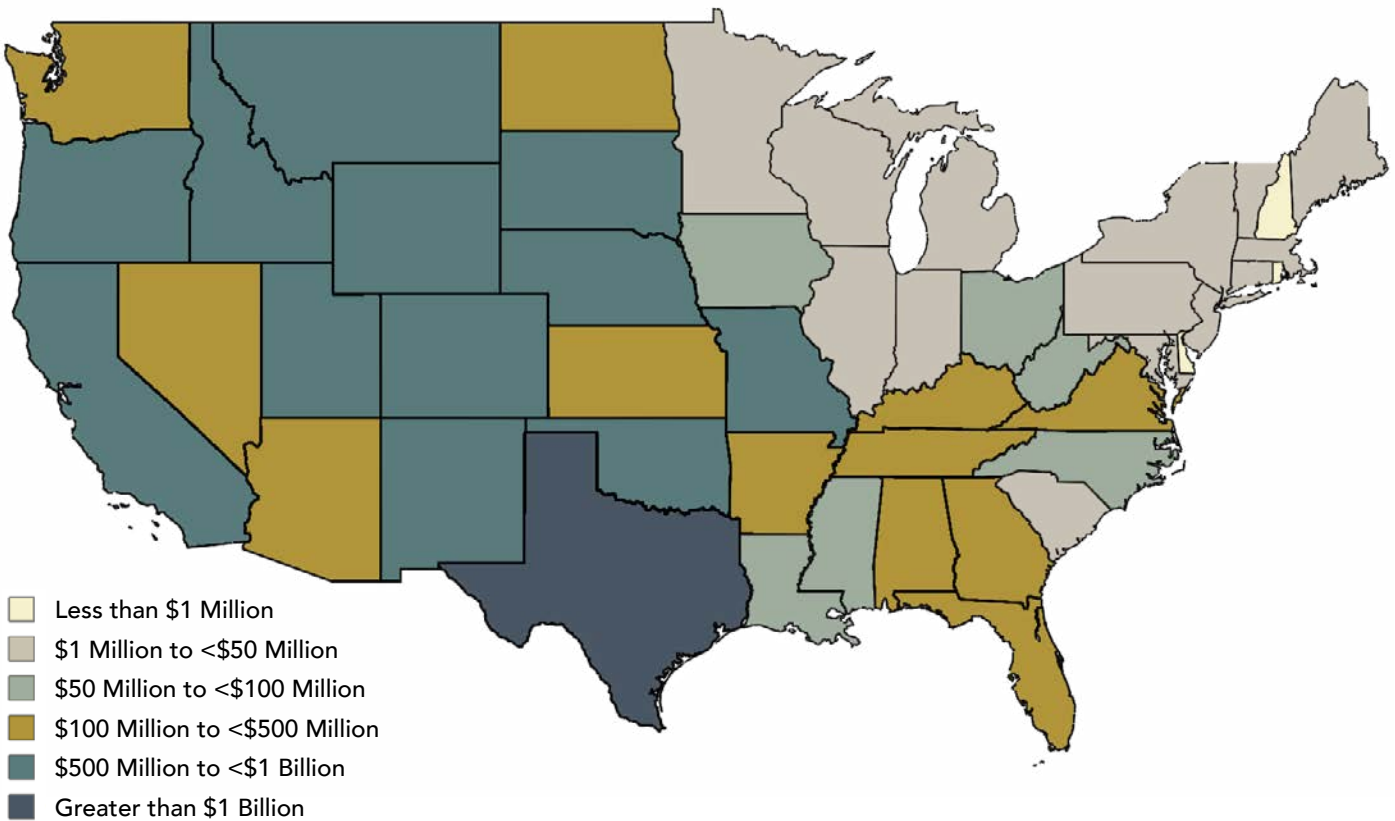 Less than $1 Million
$1 Million to <$50 Million
$50 Million to <$100 Million
$100 Million to <$500 Million
$500 Million to <$1 Billion
Greater than $1 Billion